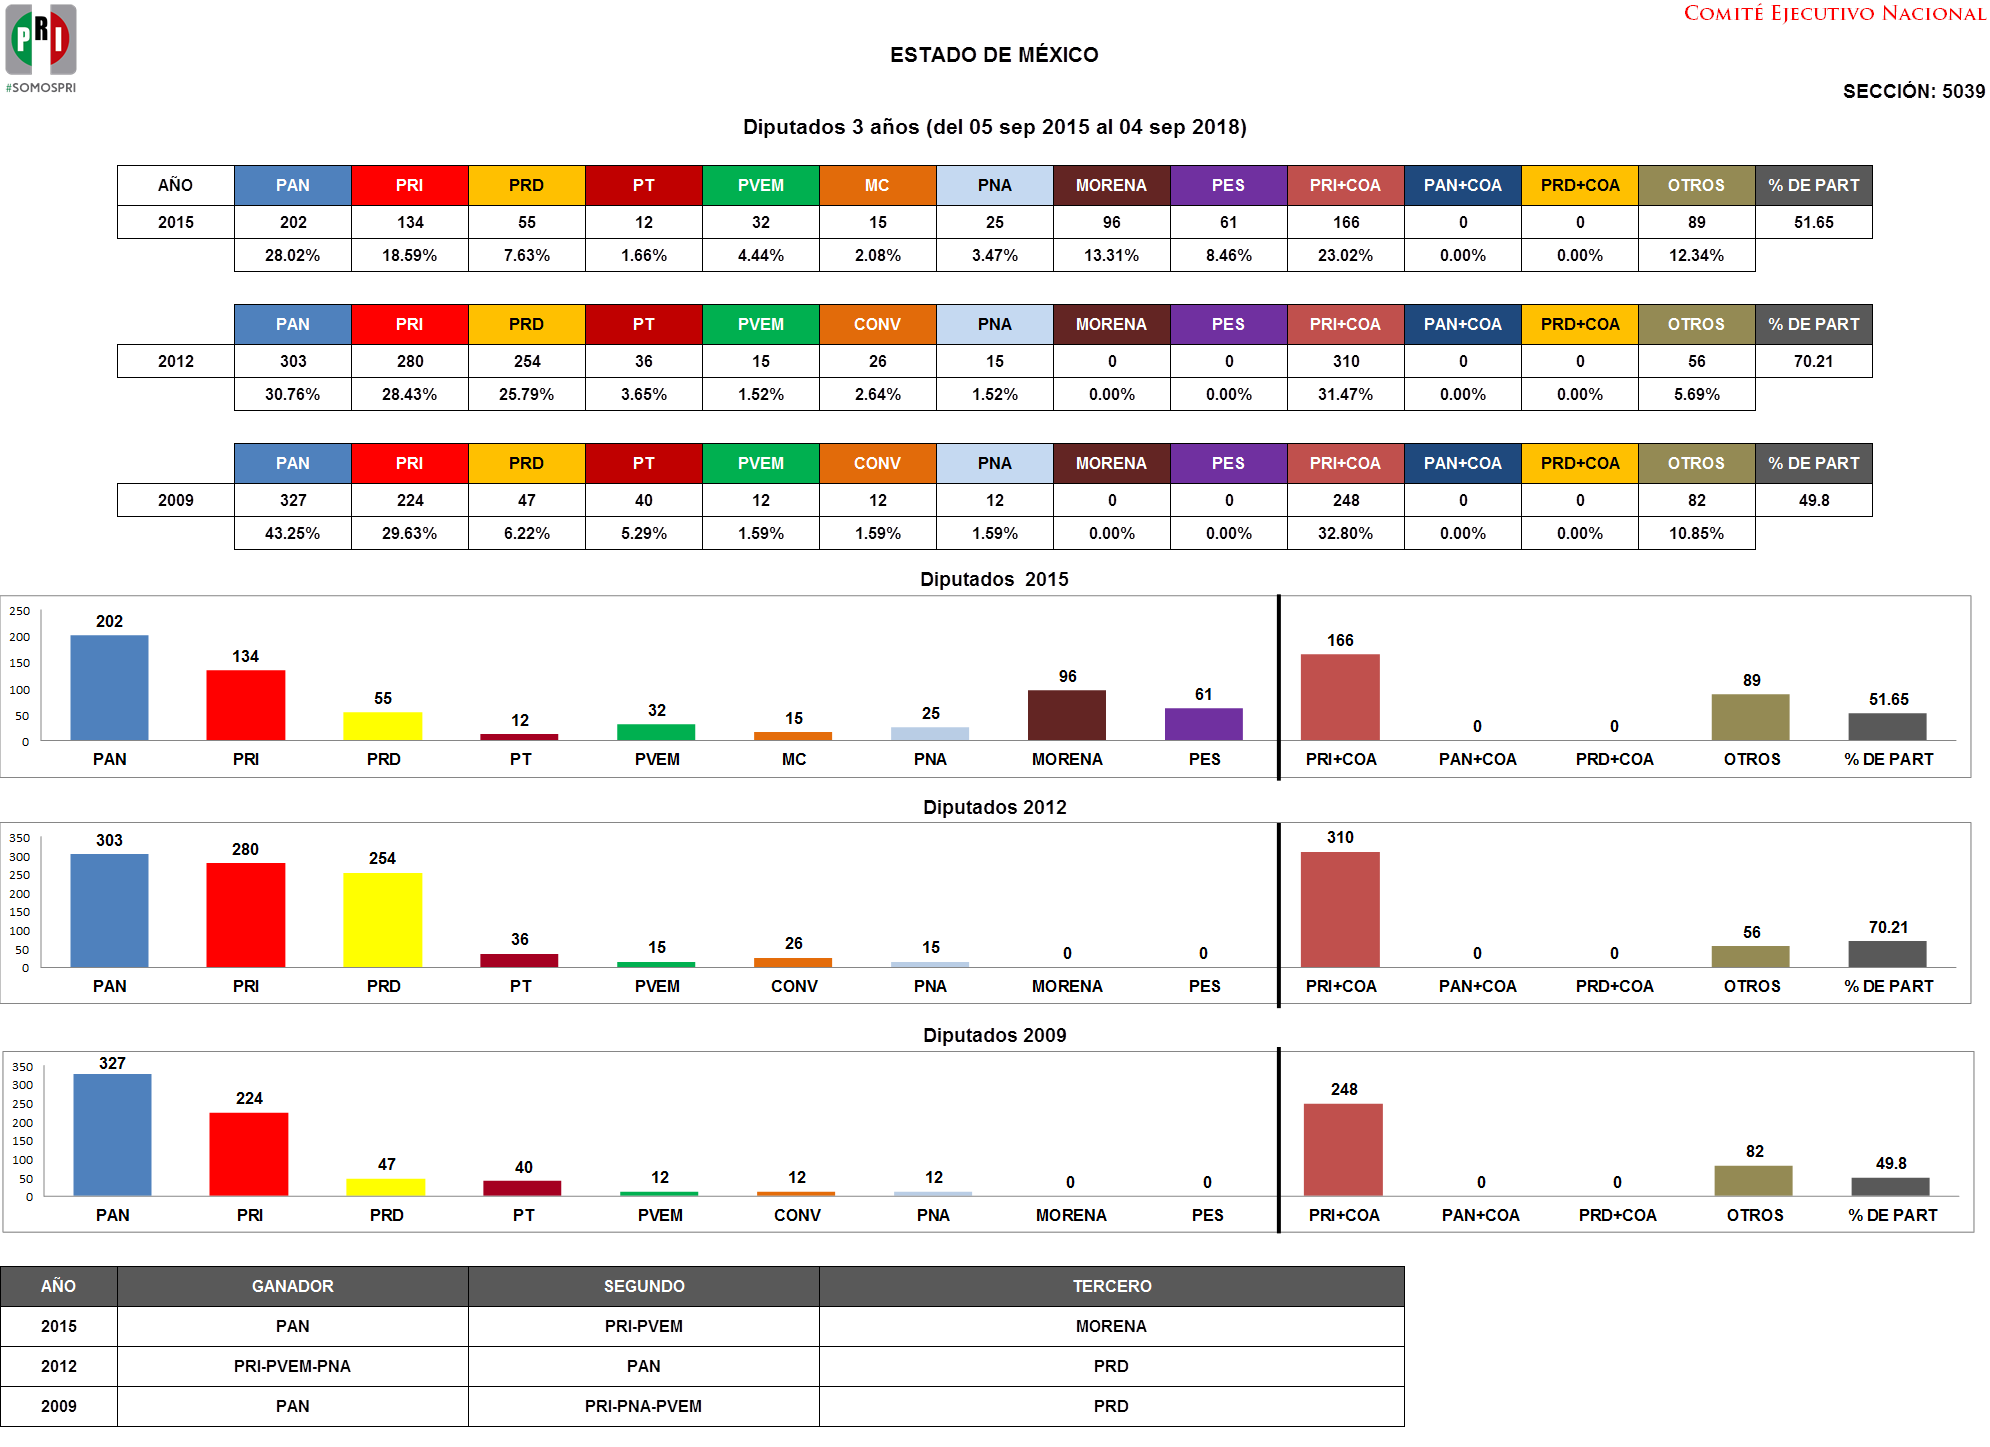 PRI
#SOMOSPRI
COMITÉ EJECUTIVO NACIONAL
ESTADO DE MÉXICO
SECCIÓN: 5039
Diputados 3 años (del 05 sep 2015 al 04 sep 2018)
AÑO PAN PRI PRD PT PVEM MC PNA MORENA PES PRI+COA PAN+COA PRD+COA OTROS % DE PART
2015 202 134 55 12 32 15 25 96 61 166 0 0 89 51.65
28.02% 18.59% 7.63% 1.66% 4.44% 2.08% 3.47% 13.31% 8.46% 23.02% 0.00% 0.00% 12.34%
PAN PRI PRD PT PVEM CONV PNA MORENA PES PRI+COA PAN+COA PRD+COA OTROS % DE PART
2012 303 280 254 36 15 26 15 0 0 310 0 0 56 70.21
30.76% 28.43% 25.79% 3.65% 1.52% 2.64% 1.52% 0.00% 0.00% 31.47% 0.00% 0.00% 5.69%
PAN PRI PRD PT PVEM CONV PNA MORENA PES PRI+COA PAN+COA PRD+COA OTROS % DE PART
2009 327 224 47 40 12 12 12 0 0 248 0 0 82 49.8
43.25% 29.63% 6.22% 5.29% 1.59% 1.59% 1.59% 0.00% 0.00% 32.80% 0.00% 0.00% 10.85%
Diputados 2015
250
200
150
100
50
0
202 134 55 12 32 15 25 96 61 166 0 0 89 51.65
PAN PRI PRD PT PVEM MC PNA MORENA PES PRI+COA PAN+COA PRD+COA OTROS % DE PART
Diputados 2012
350
300
250
200
150
100
50
0
303 280 254 36 15 26 15 0 0 310 0 0 56 70.21
PAN PRI PRD PT PVEM CONV PNA MORENA PES PRI+COA PAN+COA PRD+COA OTROS % DE PART
Diputados 2009
350
300
250
200
150
100
50
0
327 224 47 40 12 12 12 0 0 248 0 0 82 49.8
PAN PRI PRD PT PVEM CONV PNA MORENA PES PRI+COA PAN+COA PRD+COA OTROS % DE PART
AÑO GANADOR SEGUNDO TERCERO
2015 PAN PRI-PVEM MORENA
2012 PRI-PVEM-PNA PAN PRD
2009 PAN PRI-PNA-PVEM PRD